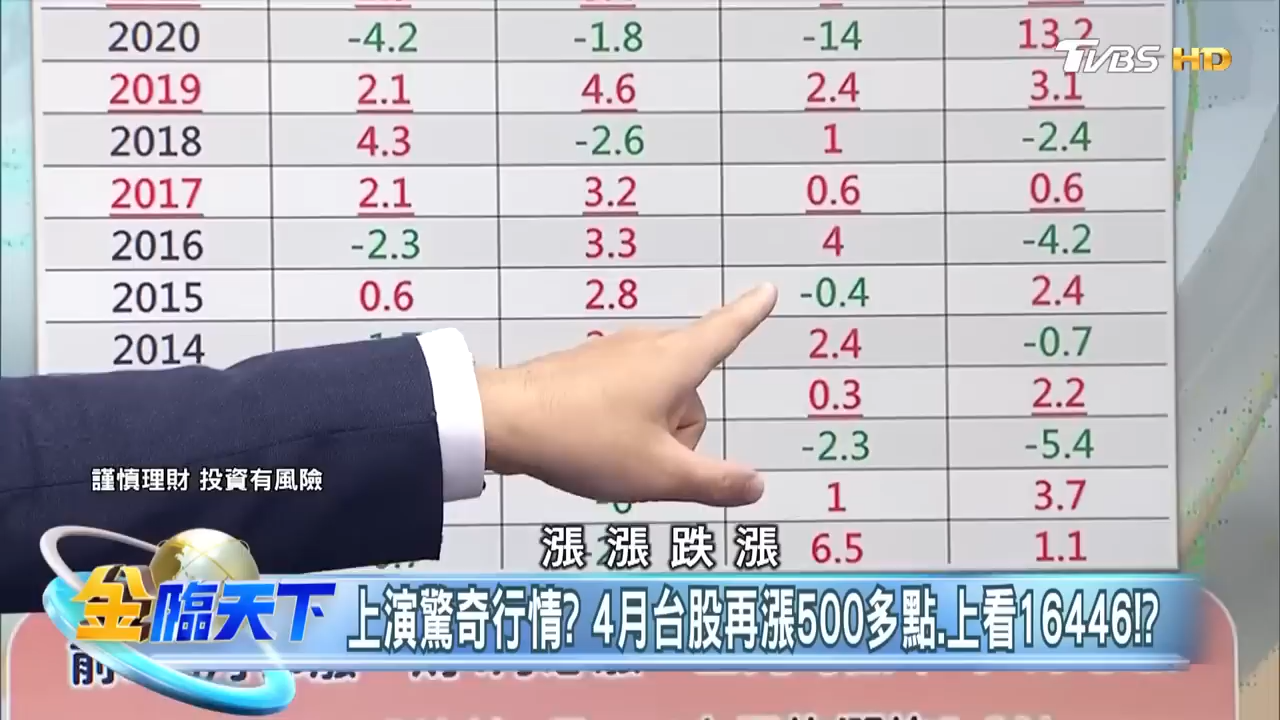 2020 -4.2 -1.8 -14 13.2
TVBS HD
2019 2.1 4.6 2.4 3.1
2018 4.3 -2.6 1 -2.4
2017 2.1 3.2 0.6 0.6
2016 -2.3 3.3 4 -4.2
2015 0.6 2.8 -0.4 2.4
2014 2.4 -0.7
0.3 2.2
-2.3 -5.4
謹慎理財 投資有風險
1 3.7
6.5 1.1
漲漲跌漲
金臨天下
上演驚奇行情? 4月台股再漲500多點.上看16446!?